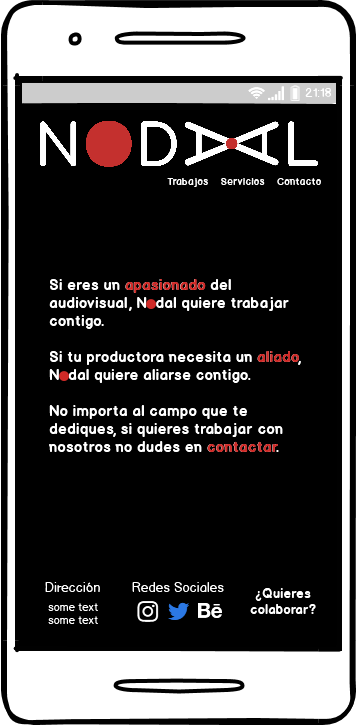 21:18
NODAL
Trabajos Servicios Contacto
Si eres un apasionado del
audiovisual, Nodal quiere trabajar
contigo.
Si tu productora necesita un aliado,
Nodal quiere aliarse contigo.
No importa al campo que te
dediques, si quieres trabajar con
nosotros no dudes en contactar.
Dirección
some text
some text
Redes Sociales
Bē
¿Quieres
colaborar?